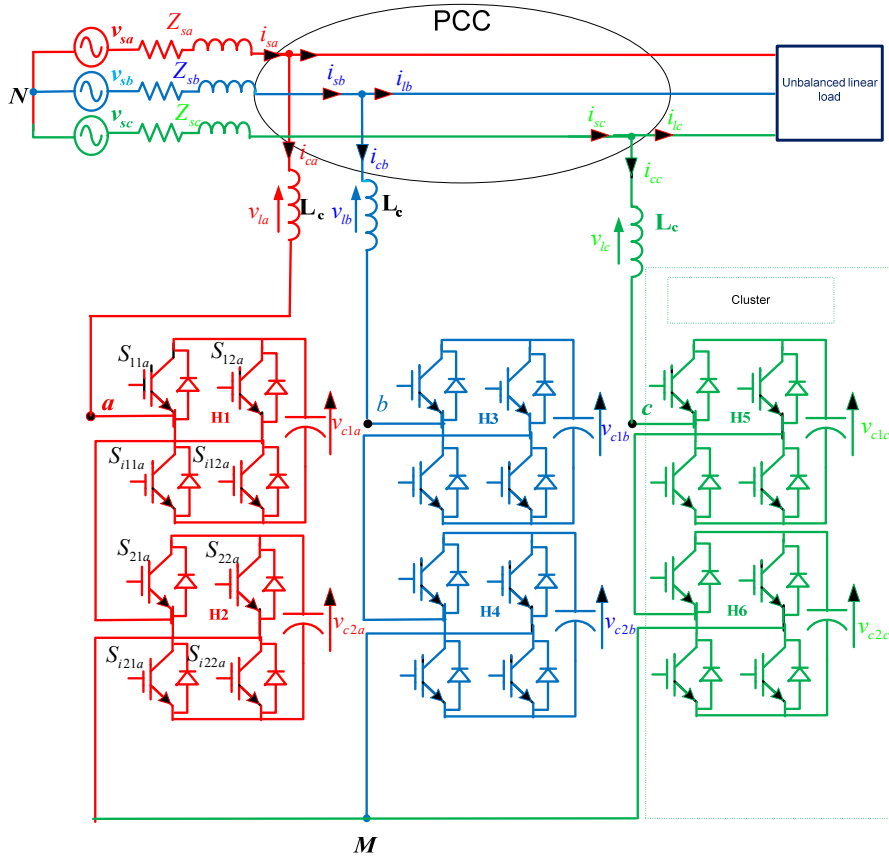 PCC
v_sa
Z_sa
i_sa
N
v_sb
Z_sb
i_sb
i_lb
Unbalanced linear
load
v_sc
Z_sc
i_sc
i_lc
i_ca
i_cb
i_cc
v_la
L_c
v_lb
L_c
v_lc
L_c
Cluster
S_11a
S_12a
a
H1
v_c1a
b
H3
v_c1b
c
H5
v_c1c
S_i11a
S_i12a
S_21a
S_22a
H2
v_c2a
H4
v_c2b
H6
v_c2c
S_i21a
S_i22a
M